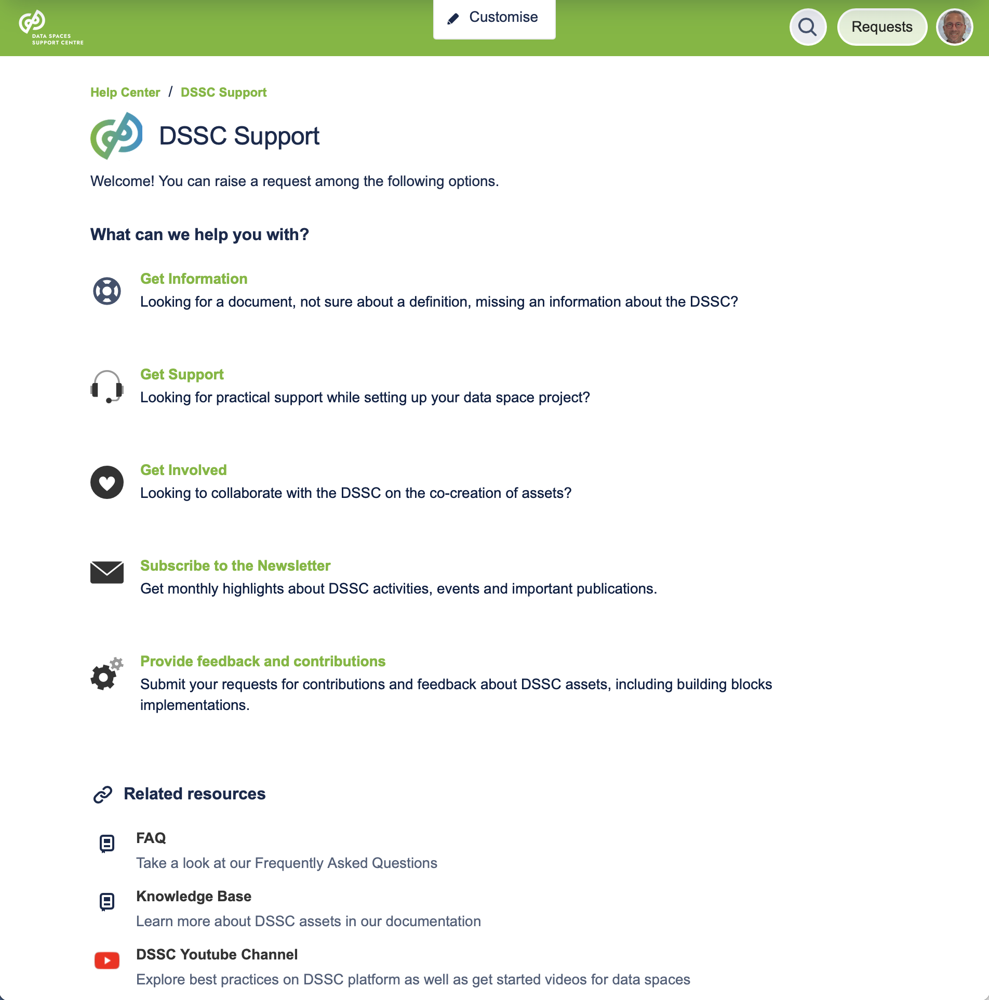 DATA SPACES
SUPPORT CENTRE
Customise
Requests
Help Center / DSSC Support
DSSC Support
Welcome! You can raise a request among the following options.
What can we help you with?
Get Information
Looking for a document, not sure about a definition, missing an information about the DSSC?
Get Support
Looking for practical support while setting up your data space project?
Get Involved
Looking to collaborate with the DSSC on the co-creation of assets?
Subscribe to the Newsletter
Get monthly highlights about DSSC activities, events and important publications.
Provide feedback and contributions
Submit your requests for contributions and feedback about DSSC assets, including building blocks
implementations.
Related resources
FAQ
Take a look at our Frequently Asked Questions
Knowledge Base
Learn more about DSSC assets in our documentation
DSSC Youtube Channel
Explore best practices on DSSC platform as well as get started videos for data spaces